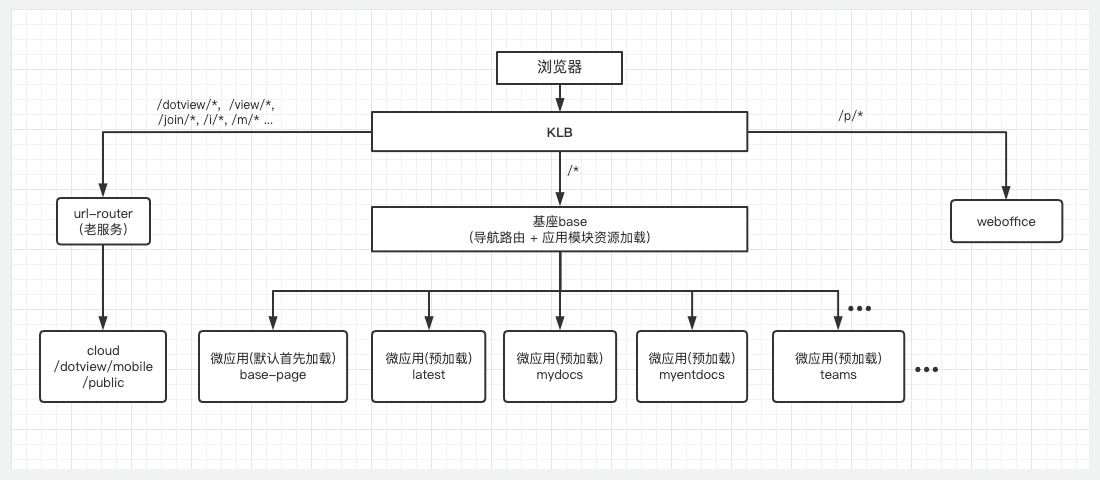 浏览器
/dotview/*, /view/*,
/join/*, /i/*, /m/* ...
KLB
/p/*
/*
url-router
(老服务)
基座base
(导航路由 + 应用模块资源加载)
weboffice
cloud
/dotview/mobile
/public
微应用(默认首先加载)
base-page
微应用(预加载)
latest
微应用(预加载)
mydocs
微应用(预加载)
myentdocs
微应用(预加载)
teams